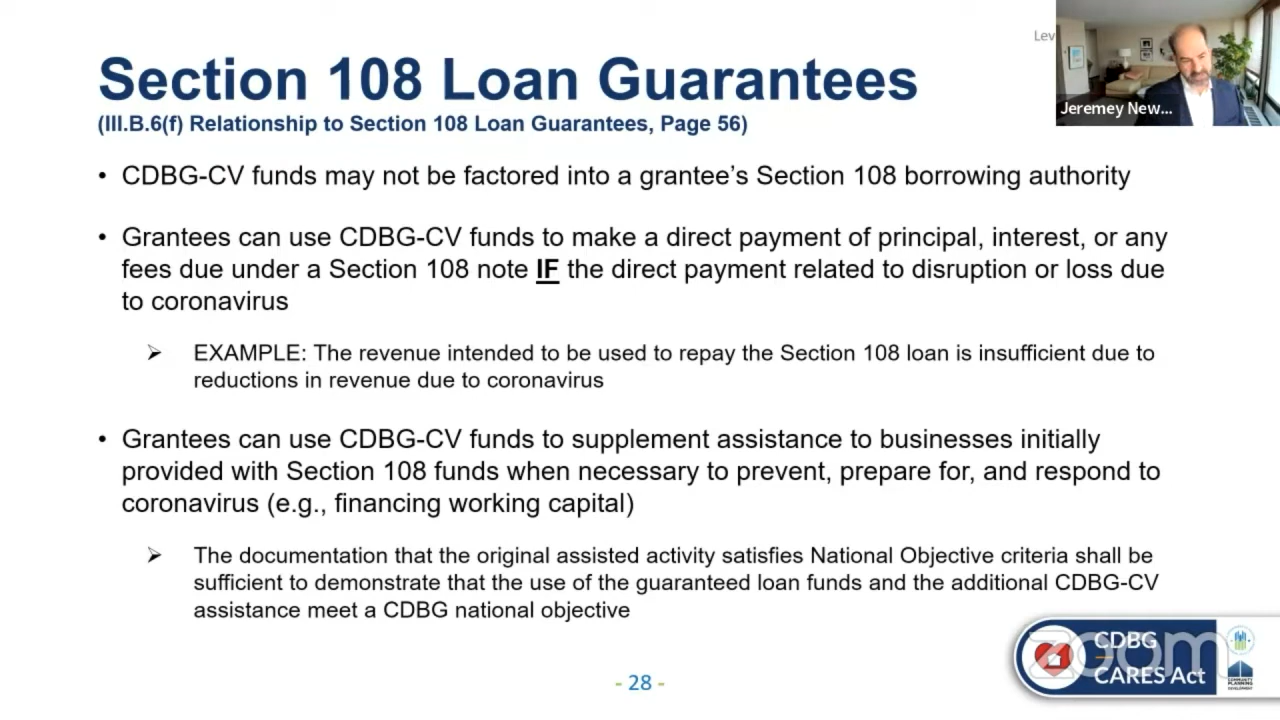 Lev
Section 108 Loan Guarantees
Jeremey New...
(III.B.6(f) Relationship to Section 108 Loan Guarantees, Page 56)
• CDBG-CV funds may not be factored into a grantee’s Section 108 borrowing authority
• Grantees can use CDBG-CV funds to make a direct payment of principal, interest, or any
fees due under a Section 108 note IF the direct payment related to disruption or loss due
to coronavirus
➢ EXAMPLE: The revenue intended to be used to repay the Section 108 loan is insufficient due to
reductions in revenue due to coronavirus
• Grantees can use CDBG-CV funds to supplement assistance to businesses initially
provided with Section 108 funds when necessary to prevent, prepare for, and respond to
coronavirus (e.g., financing working capital)
➢ The documentation that the original assisted activity satisfies National Objective criteria shall be
sufficient to demonstrate that the use of the guaranteed loan funds and the additional CDBG-CV
assistance meet a CDBG national objective
CDBG
zoom
CARES Act
COMMUNITY
PLANNING
DEVELOPMENT
- 28 -